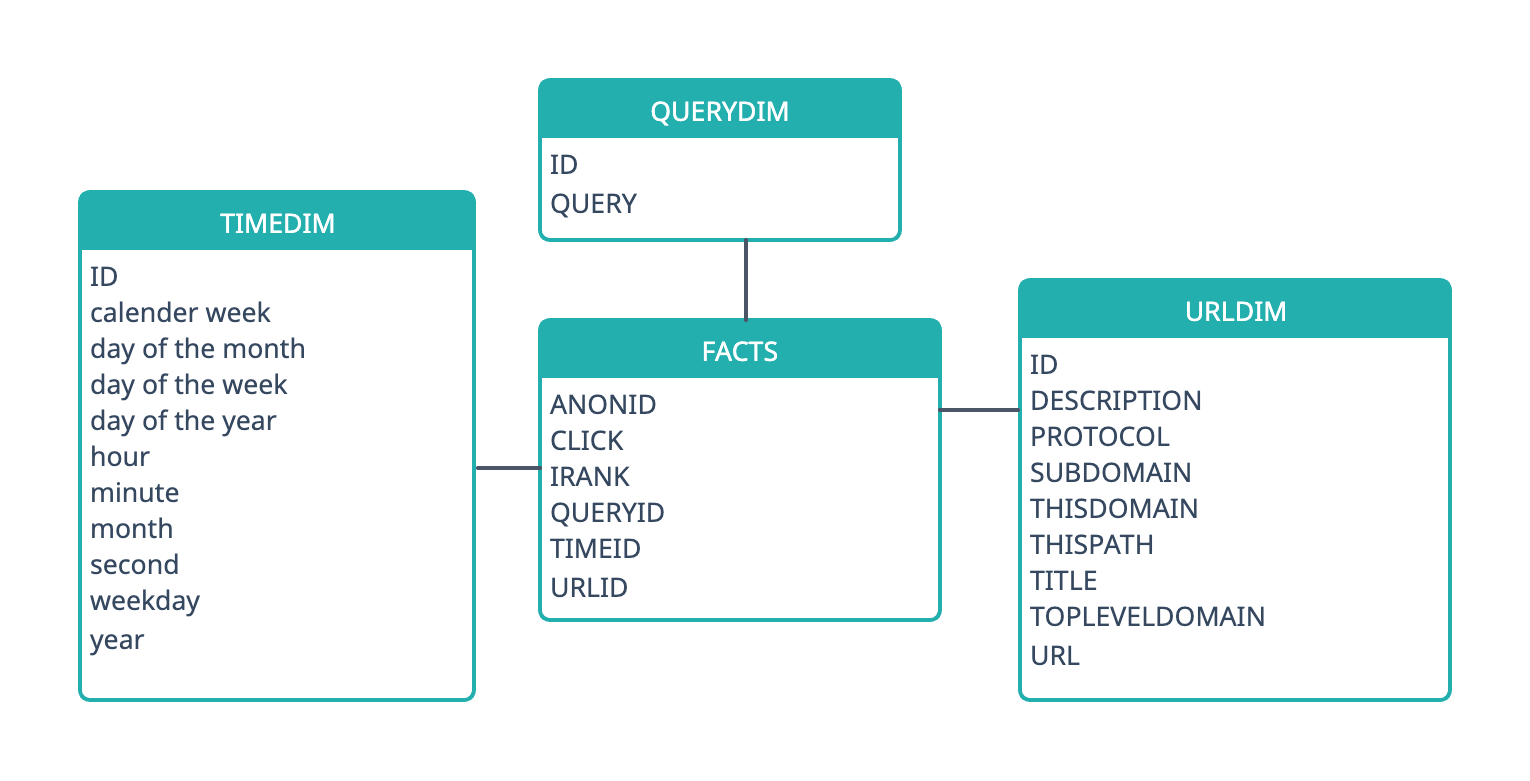 QUERYDIM
ID
QUERY
TIMEDIM
ID
calender week
day of the month
day of the week
day of the year
hour
minute
month
second
weekday
year
FACTS
ANONID
CLICK
IRANK
QUERYID
TIMEID
URLID
URLDIM
ID
DESCRIPTION
PROTOCOL
SUBDOMAIN
THISDOMAIN
THISPATH
TITLE
TOPLEVELDOMAIN
URL